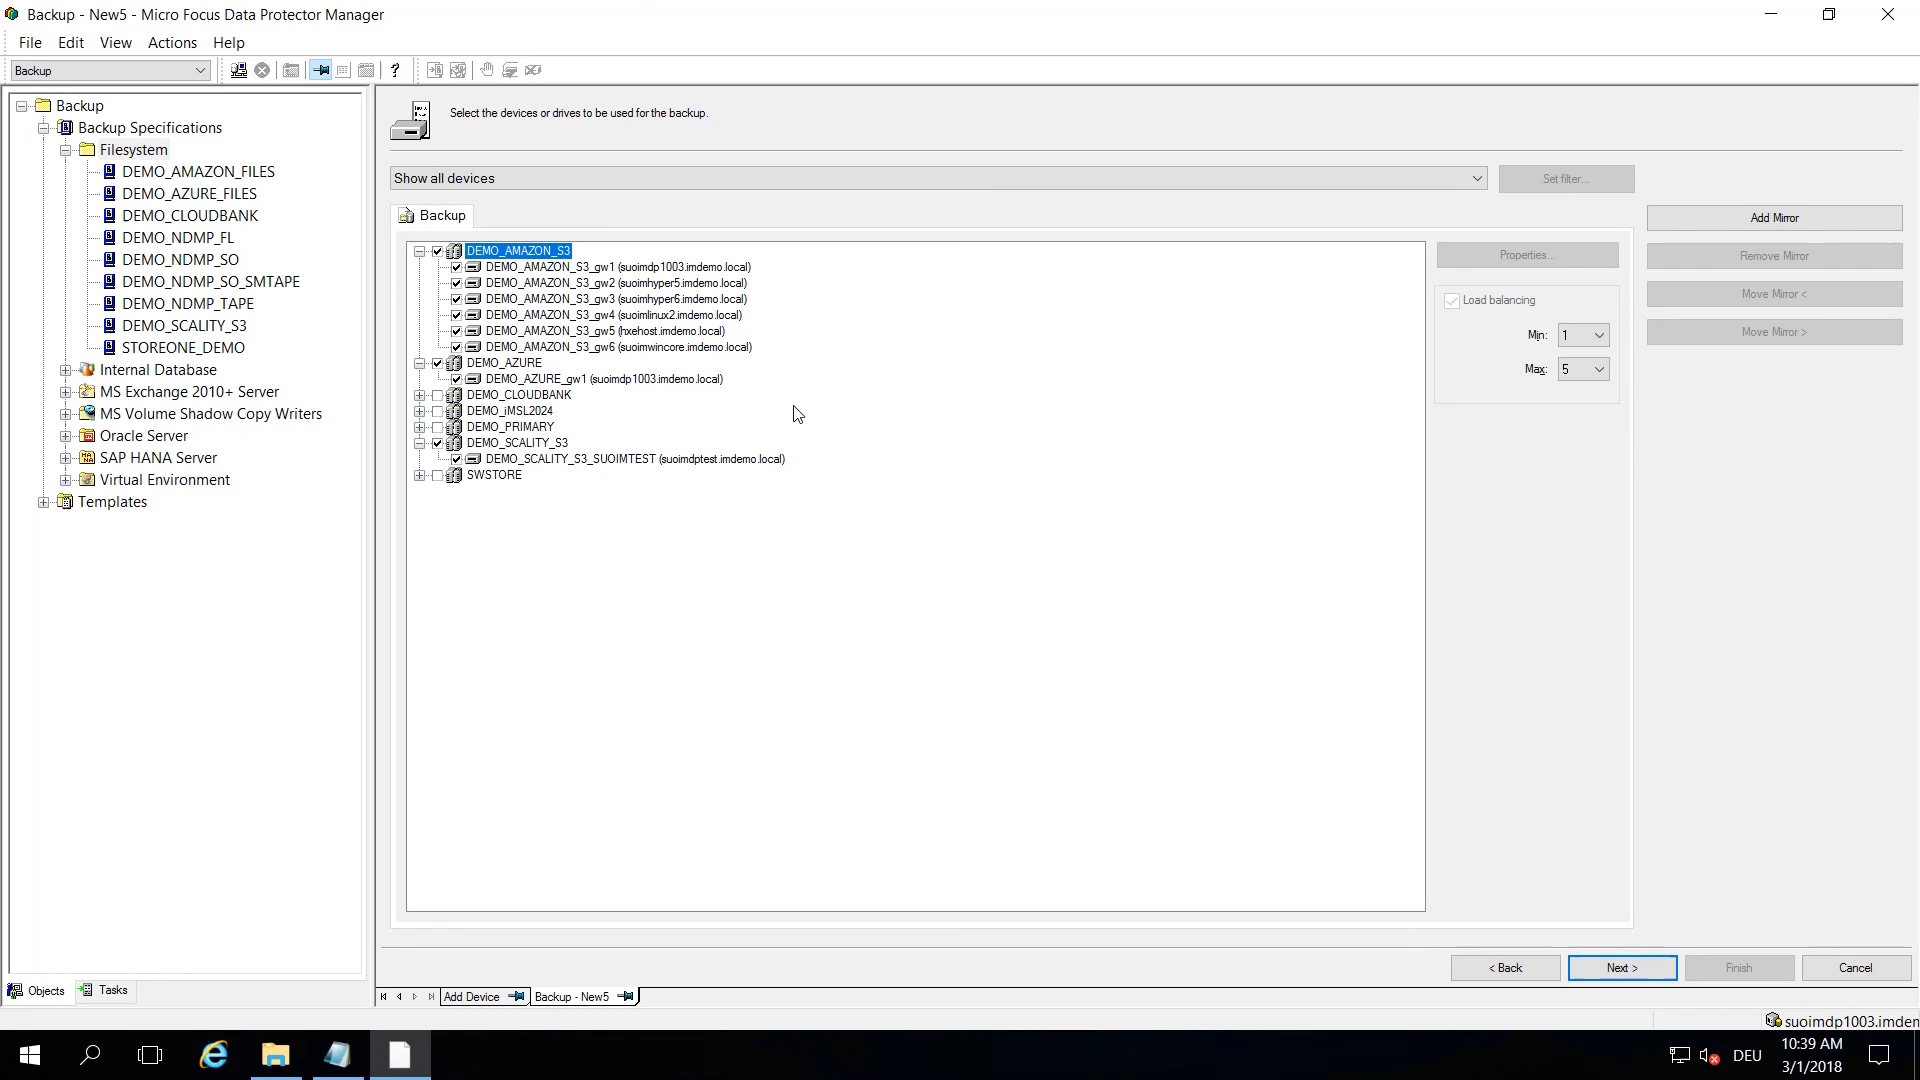 Backup - New5 - Micro Focus Data Protector Manager
File Edit View Actions Help
Backup
?
Backup
Backup Specifications
Filesystem
DEMO_AMAZON_FILES
DEMO_AZURE_FILES
DEMO_CLOUDBANK
DEMO_NDMP_FL
DEMO_NDMP_SO
DEMO_NDMP_SO_SMTAPE
DEMO_NDMP_TAPE
DEMO_SCALITY_S3
STOREONE_DEMO
Internal Database
MS Exchange 2010+ Server
MS Volume Shadow Copy Writers
Oracle Server
SAP HANA Server
Virtual Environment
Templates
Objects Tasks
Select the devices or drives to be used for the backup.
Show all devices
Set filter...
Backup
DEMO_AMAZON_S3
DEMO_AMAZON_S3_gw1 (suoimdp1003.imdemo.local)
DEMO_AMAZON_S3_gw2 (suoimhyper5.imdemo.local)
DEMO_AMAZON_S3_gw3 (suoimhyper6.imdemo.local)
DEMO_AMAZON_S3_gw4 (suoimlinux2.imdemo.local)
DEMO_AMAZON_S3_gw5 (hxehost.imdemo.local)
DEMO_AMAZON_S3_gw6 (suoimwincore.imdemo.local)
DEMO_AZURE
DEMO_AZURE_gw1 (suoimdp1003.imdemo.local)
DEMO_CLOUDBANK
DEMO_iMSL2024
DEMO_PRIMARY
DEMO_SCALITY_S3
DEMO_SCALITY_S3_SUOIMTEST (suoimdptest.imdemo.local)
SWSTORE
Properties...
Load balancing
Min: 1
Max: 5
Add Mirror
Remove Mirror
Move Mirror <
Move Mirror >
< Back
Next >
Finish
Cancel
Add Device
Backup - New5
suoimdp1003.imden
DEU
10:39 AM
3/1/2018